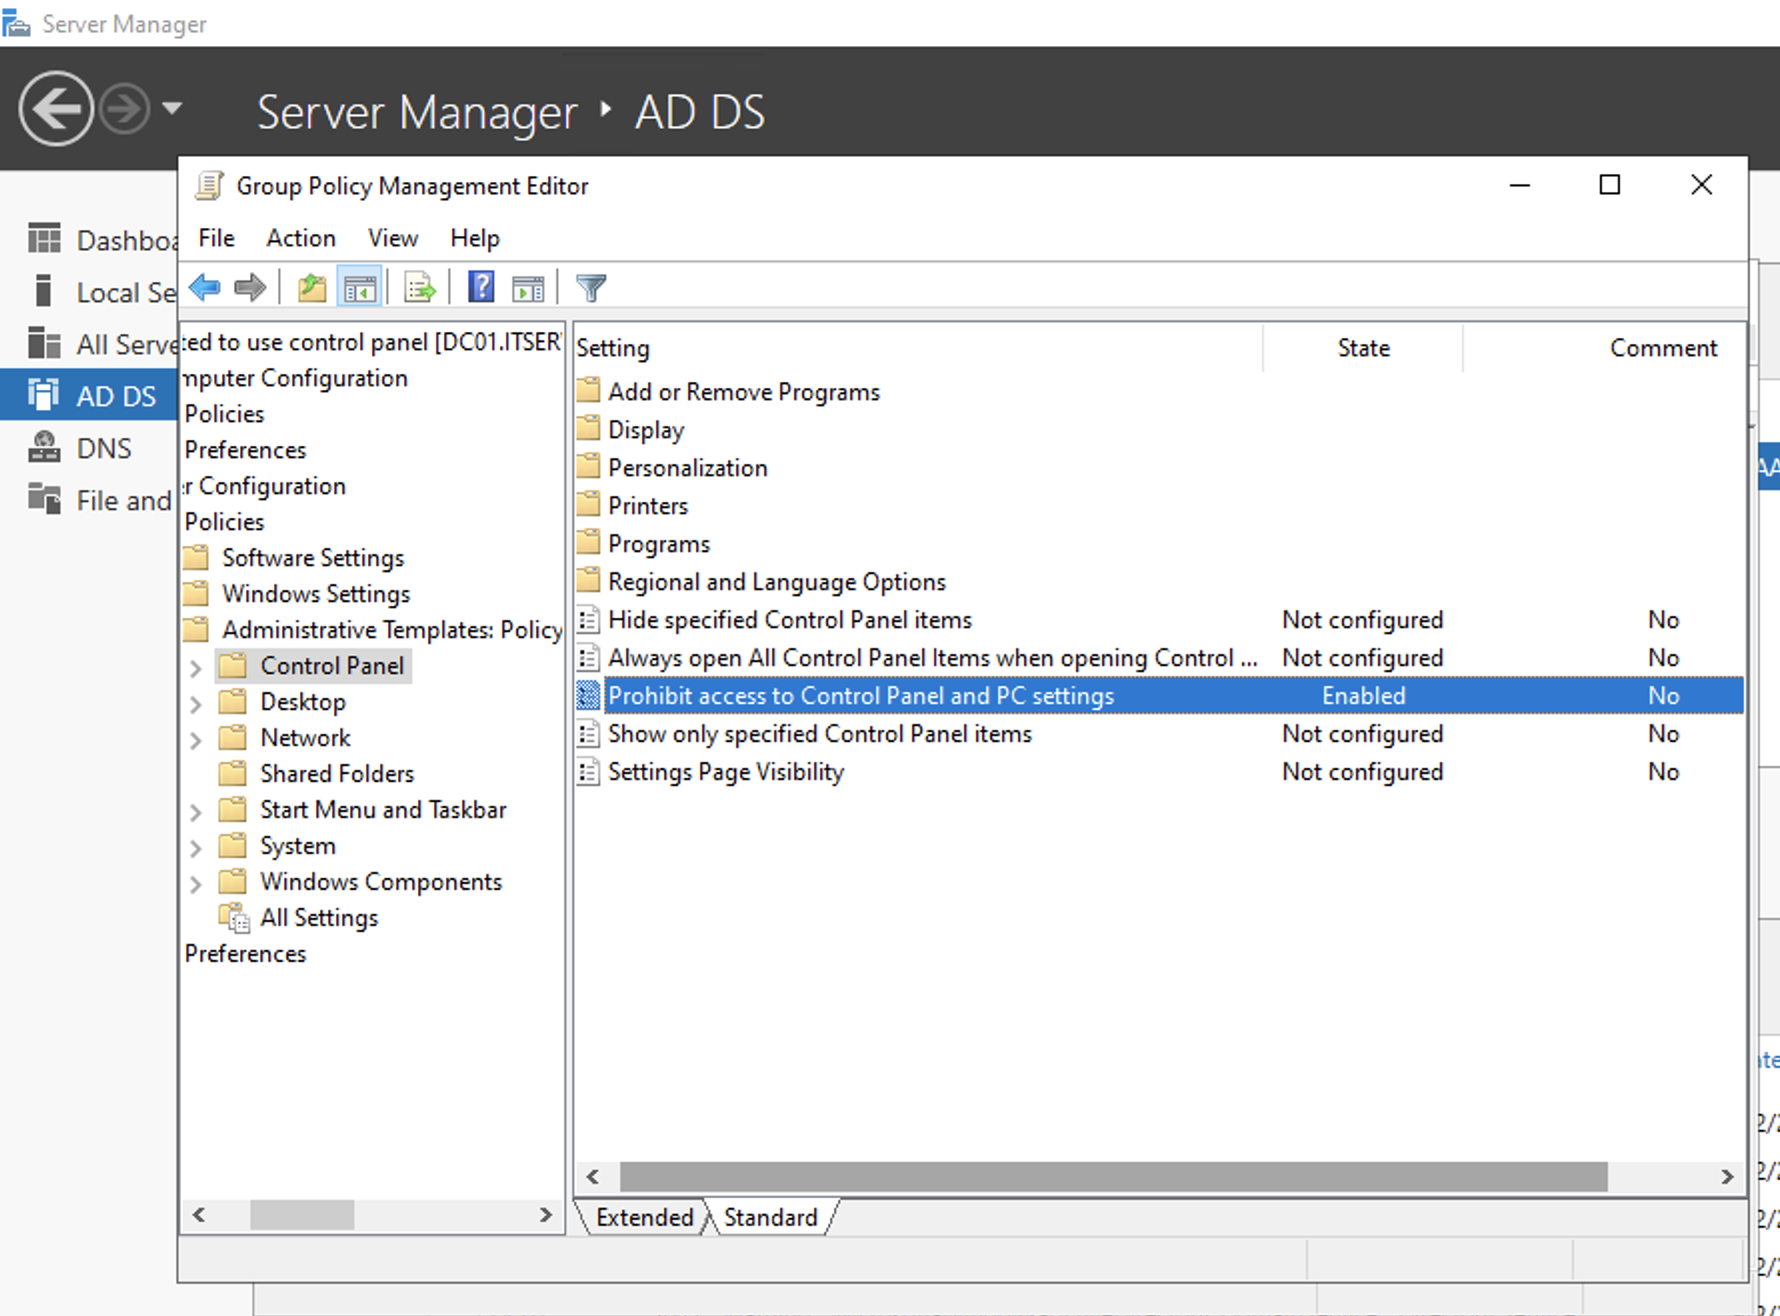 Server Manager
Server Manager AD DS
Group Policy Management Editor
File Action View Help
Dashboa
Local Se
All Serve
AD DS
DNS
File and
ted to use control panel [DC01.ITSER
mputer Configuration
Policies
Preferences
r Configuration
Policies
Software Settings
Windows Settings
Administrative Templates: Policy
Control Panel
Desktop
Network
Shared Folders
Start Menu and Taskbar
System
Windows Components
All Settings
Preferences
Setting State Comment
Add or Remove Programs
Display
Personalization
Printers
Programs
Regional and Language Options
Hide specified Control Panel items Not configured No
Always open All Control Panel Items when opening Control ... Not configured No
Prohibit access to Control Panel and PC settings Enabled No
Show only specified Control Panel items Not configured No
Settings Page Visibility Not configured No
Extended Standard